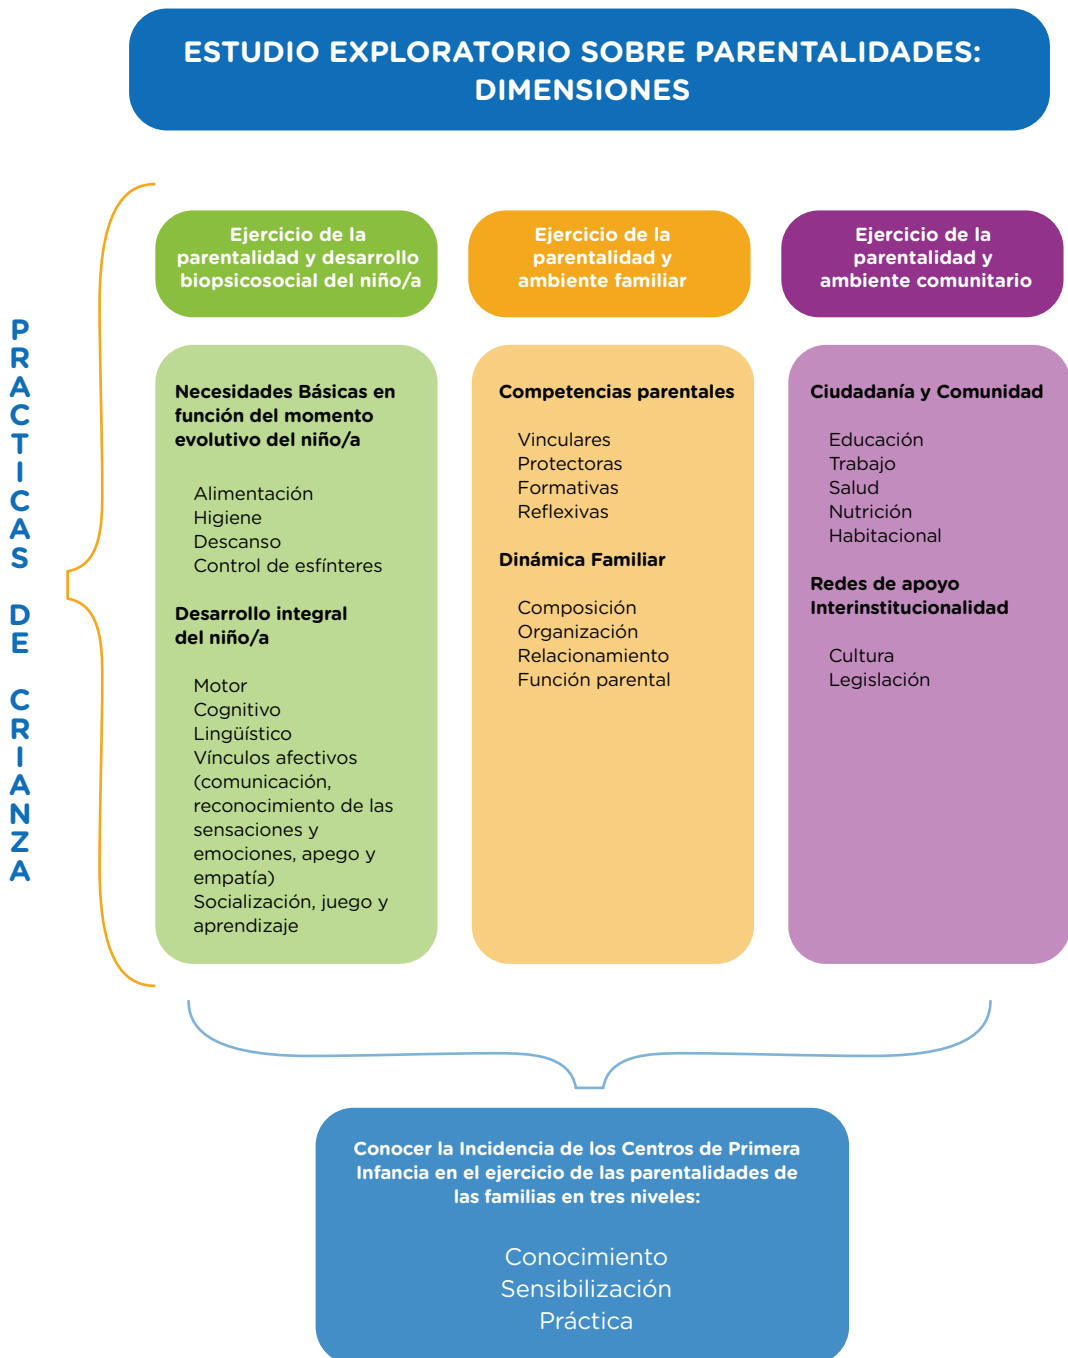 ESTUDIO EXPLORATORIO SOBRE PARENTALIDADES:
DIMENSIONES
PRACTICAS DE CRIANZA
Ejercicio de la
parentalidad y desarrollo
biopsicosocial del niño/a
Necesidades Básicas en
función del momento
evolutivo del niño/a
Alimentación
Higiene
Descanso
Control de esfínteres
Desarrollo integral
del niño/a
Motor
Cognitivo
Lingüístico
Vínculos afectivos
(comunicación,
reconocimiento de las
sensaciones y
emociones, apego y
empatía)
Socialización, juego y
aprendizaje
Ejercicio de la
parentalidad y
ambiente familiar
Competencias parentales
Vinculares
Protectoras
Formativas
Reflexivas
Dinámica Familiar
Composición
Organización
Relacionamiento
Función parental
Ejercicio de la
parentalidad y
ambiente comunitario
Ciudadanía y Comunidad
Educación
Trabajo
Salud
Nutrición
Habitacional
Redes de apoyo
Interinstitucionalidad
Cultura
Legislación
Conocer la Incidencia de los Centros de Primera
Infancia en el ejercicio de las parentalidades de
las familias en tres niveles:
Conocimiento
Sensibilización
Práctica